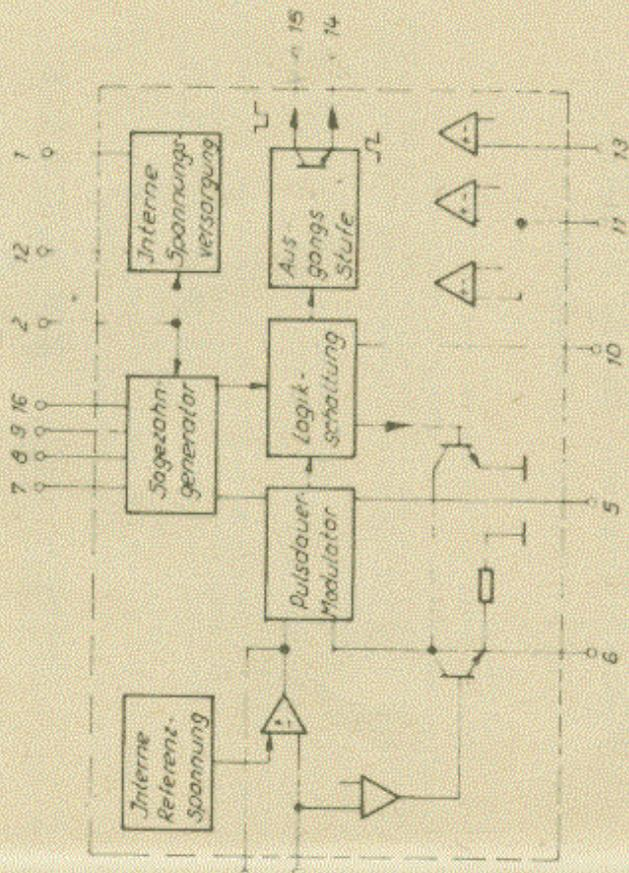 1
12
2
7 8 9 16
15
14
Interne
Spannungs-
versorgung
Sagezahn-
generator
Interne
Referenz-
Spannung
Aus
gangs
Stufe
Logik-
schaltung
Pulsdauer
Modulator
13
11
10
5
6